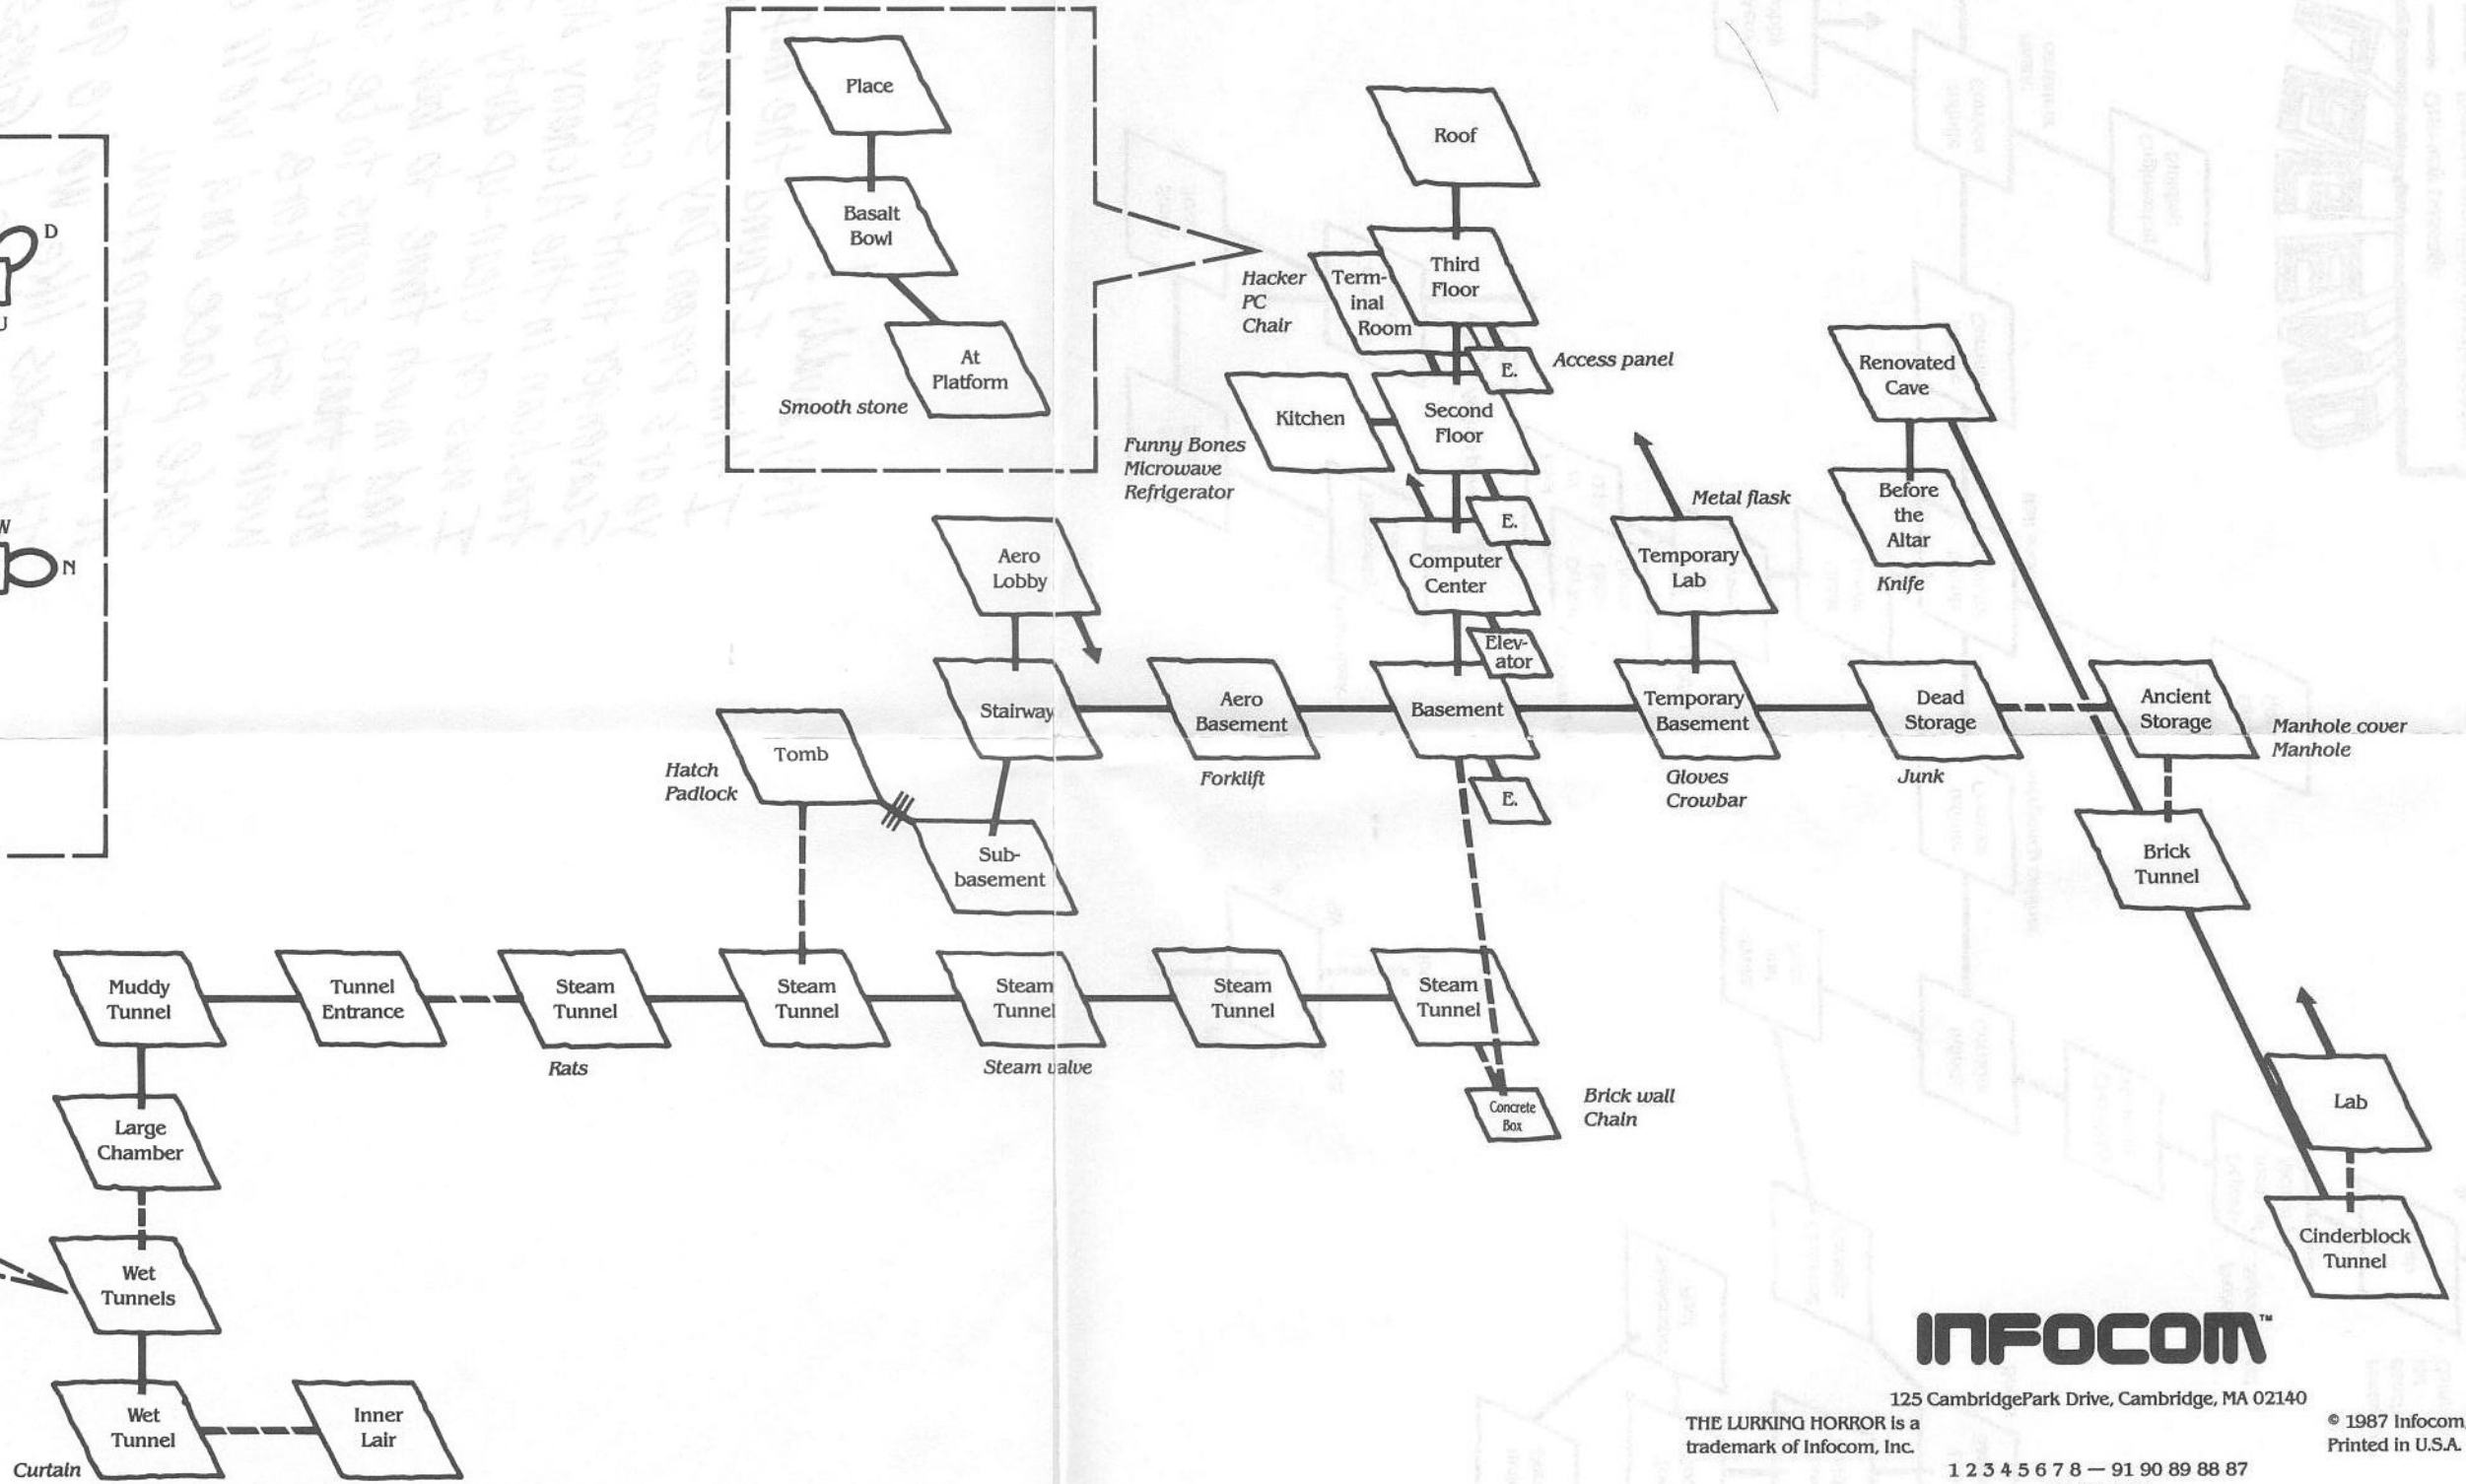 Place
Basalt
Bowl
At
Platform
Smooth stone
Roof
Third
Floor
Term-
inal
Room
Hacker
PC
Chair
E.
Access panel
Second
Floor
Kitchen
Funny Bones
Microwave
Refrigerator
E.
Computer
Center
Elev-
ator
Metal flask
Temporary
Lab
Renovated
Cave
Before
the
Altar
Knife
D
U
W
N
Aero
Lobby
Stairway
Aero
Basement
Forklift
Basement
E.
Temporary
Basement
Gloves
Crowbar
Dead
Storage
Junk
Ancient
Storage
Manhole cover
Manhole
Tomb
Hatch
Padlock
Sub-
basement
Brick
Tunnel
Muddy
Tunnel
Tunnel
Entrance
Steam
Tunnel
Rats
Steam
Tunnel
Steam
Tunnel
Steam valve
Steam
Tunnel
Steam
Tunnel
Concrete
Box
Brick wall
Chain
Lab
Cinderblock
Tunnel
Large
Chamber
Wet
Tunnels
Wet
Tunnel
Curtain
Inner
Lair
INFOCOM™
125 CambridgePark Drive, Cambridge, MA 02140
THE LURKING HORROR is a
trademark of Infocom, Inc.
© 1987 Infocom,
Printed in U.S.A.
1 2 3 4 5 6 7 8 — 91 90 89 88 87